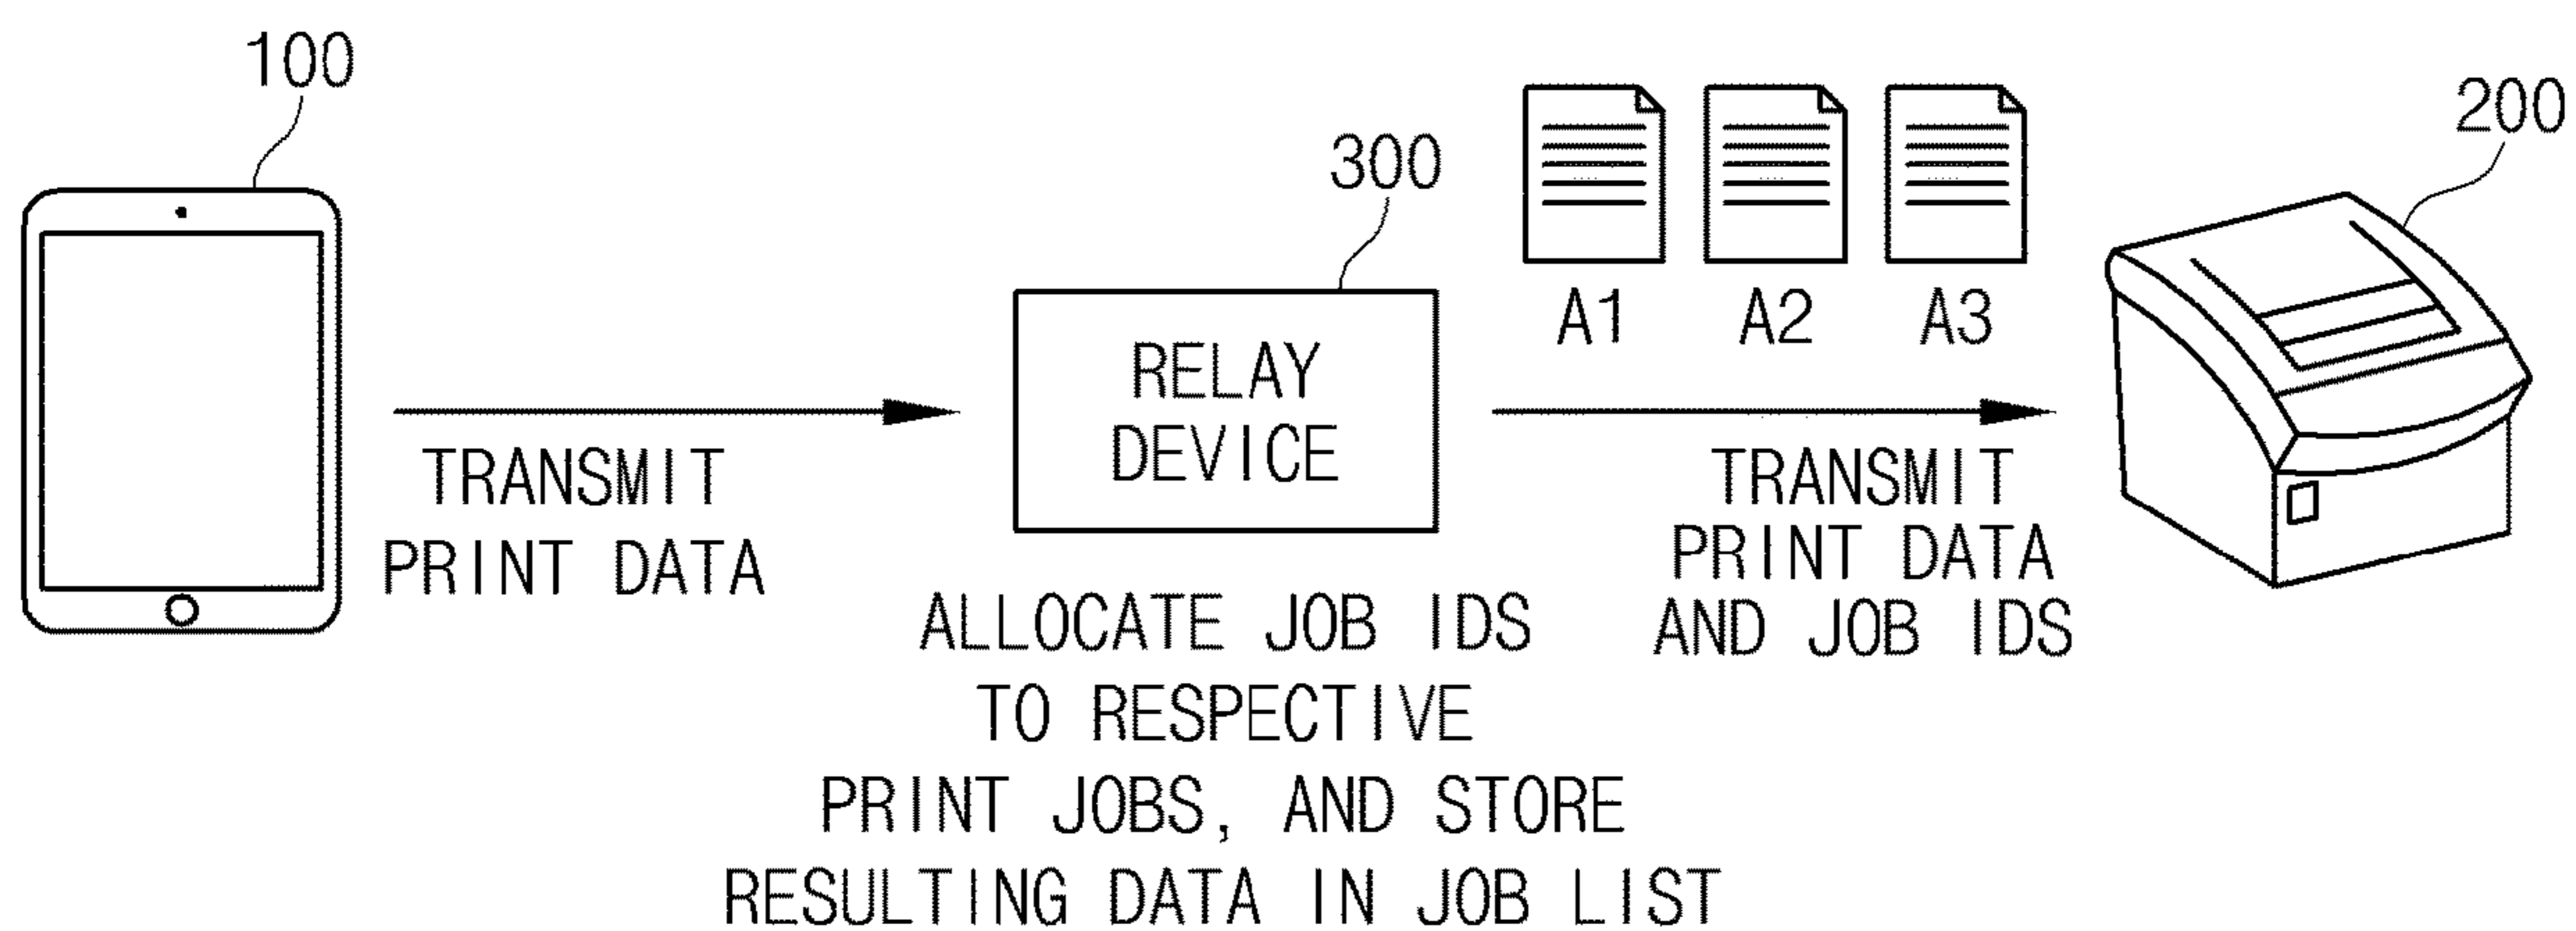 100
300
200
A1 A2 A3
RELAY
DEVICE
TRANSMIT
PRINT DATA
TRANSMIT
PRINT DATA
AND JOB IDS
ALLOCATE JOB IDS
TO RESPECTIVE
PRINT JOBS, AND STORE
RESULTING DATA IN JOB LIST